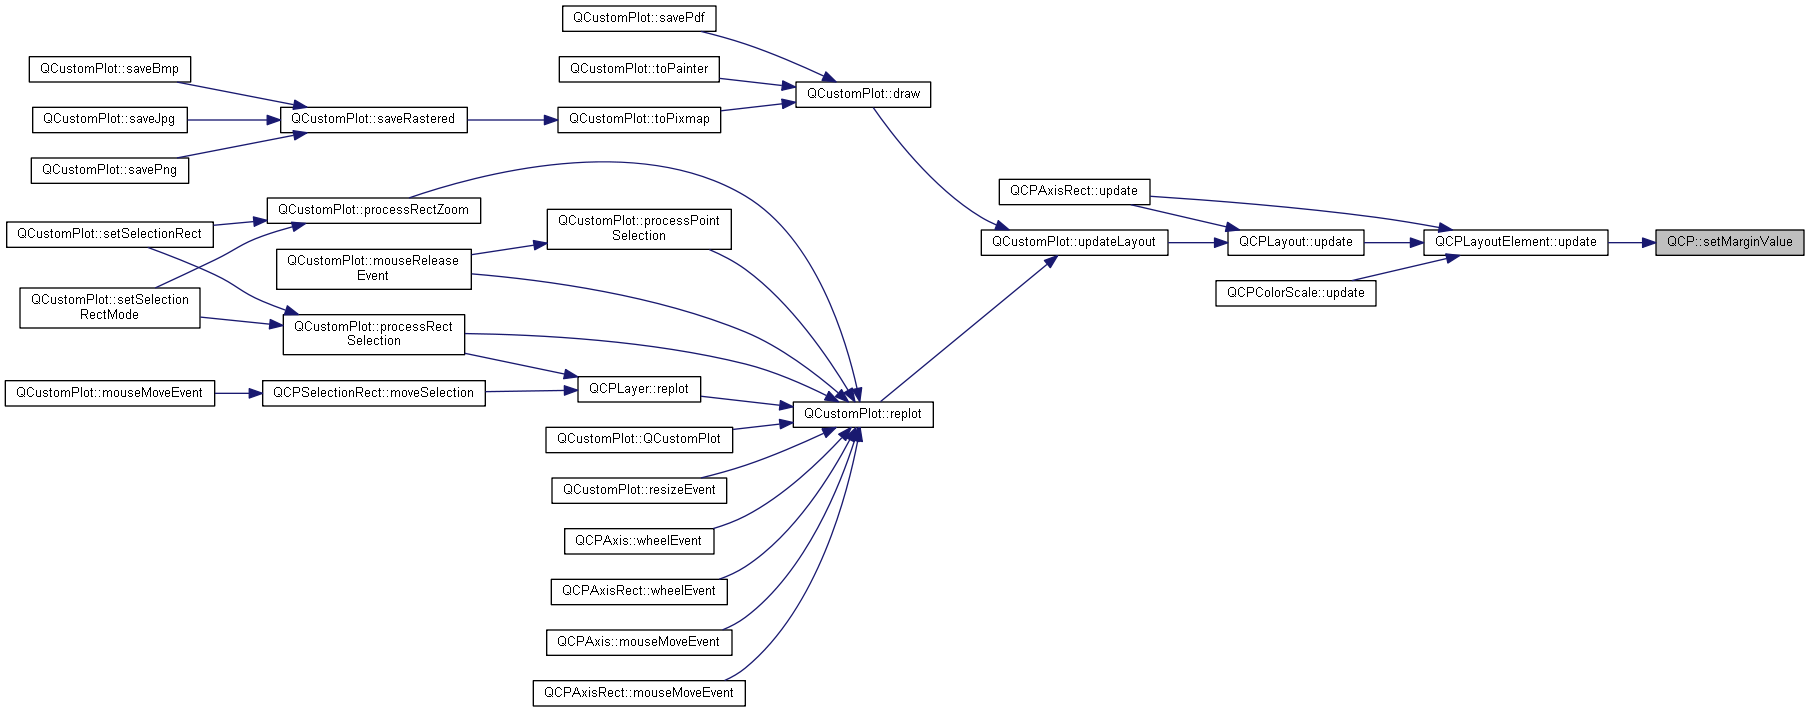 QCustomPlot::savePdf
QCustomPlot::saveBmp
QCustomPlot::toPainter
QCustomPlot::draw
QCustomPlot::saveJpg
QCustomPlot::saveRastered
QCustomPlot::toPixmap
QCustomPlot::savePng
QCPAxisRect::update
QCustomPlot::processRectZoom
QCustomPlot::processPoint
Selection
QCustomPlot::setSelectionRect
QCustomPlot::updateLayout
QCPLayout::update
QCPLayoutElement::update
QCP::setMarginValue
QCustomPlot::mouseRelease
Event
QCPColorScale::update
QCustomPlot::setSelection
RectMode
QCustomPlot::processRect
Selection
QCPLayer::replot
QCustomPlot::mouseMoveEvent
QCPSelectionRect::moveSelection
QCustomPlot::replot
QCustomPlot::QCustomPlot
QCustomPlot::resizeEvent
QCPAxis::wheelEvent
QCPAxisRect::wheelEvent
QCPAxis::mouseMoveEvent
QCPAxisRect::mouseMoveEvent